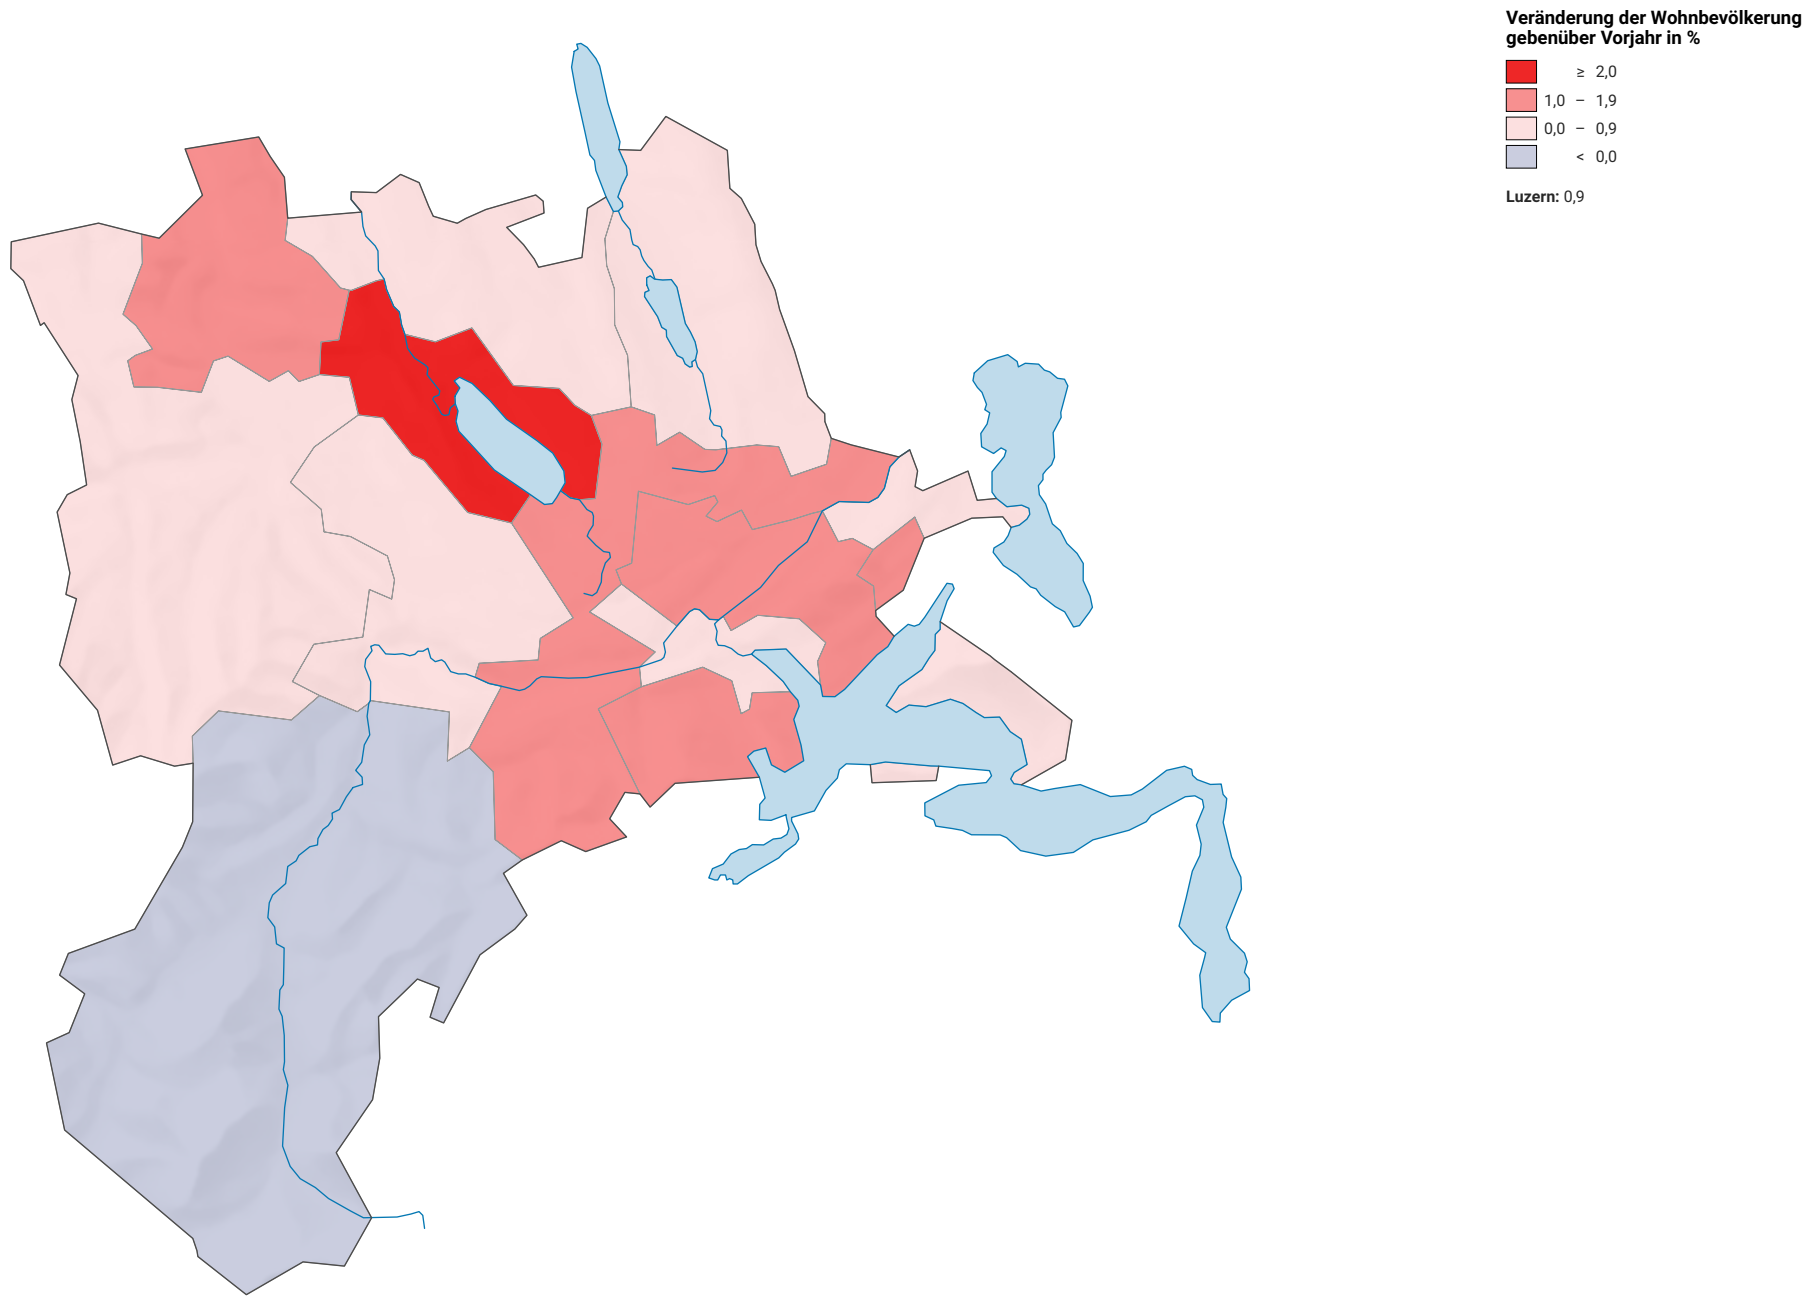 Veränderung der Wohnbevölkerung
gebenüber Vorjahr in %
≥ 2,0
1,0 – 1,9
0,0 – 0,9
< 0,0
Luzern: 0,9